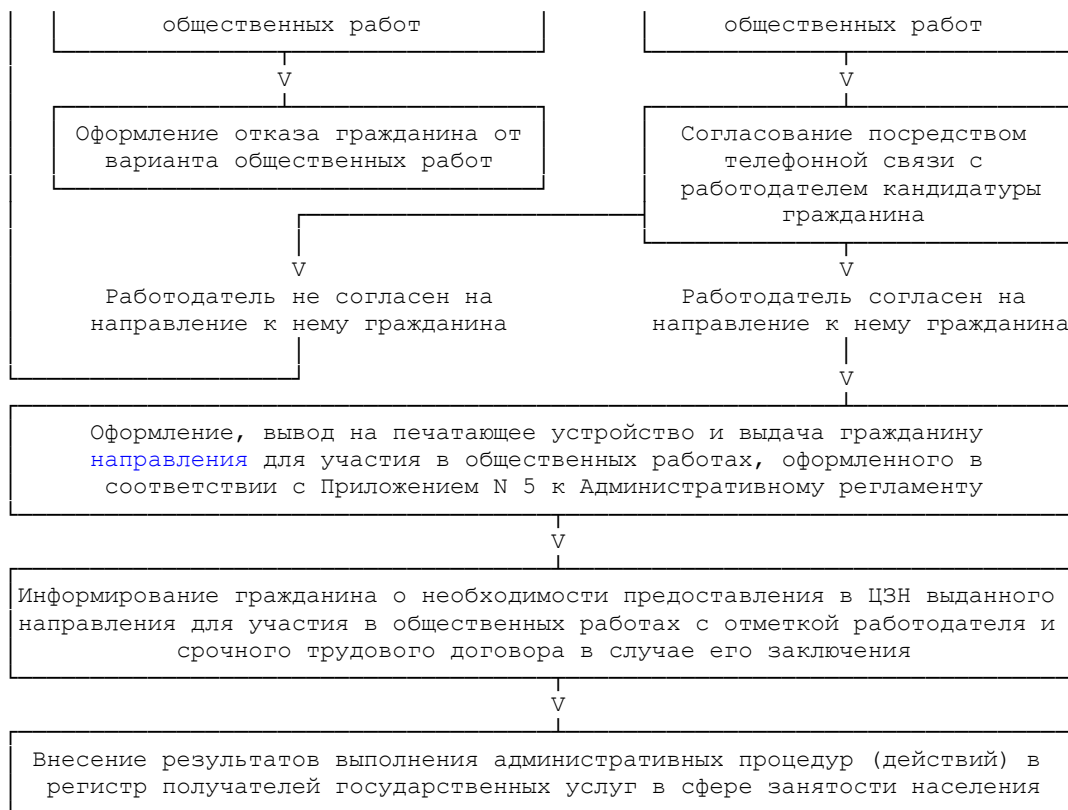 общественных работ
общественных работ
V
V
Оформление отказа гражданина от
варианта общественных работ
Согласование посредством
телефонной связи с
работодателем кандидатуры
гражданина
V
V
Работодатель не согласен на
направление к нему гражданина
Работодатель согласен на
направление к нему гражданина
V
Оформление, вывод на печатающее устройство и выдача гражданину
направления для участия в общественных работах, оформленного в
соответствии с Приложением N 5 к Административному регламенту
V
Информирование гражданина о необходимости предоставления в ЦЗН выданного
направления для участия в общественных работах с отметкой работодателя и
срочного трудового договора в случае его заключения
V
Внесение результатов выполнения административных процедур (действий) в
регистр получателей государственных услуг в сфере занятости населения